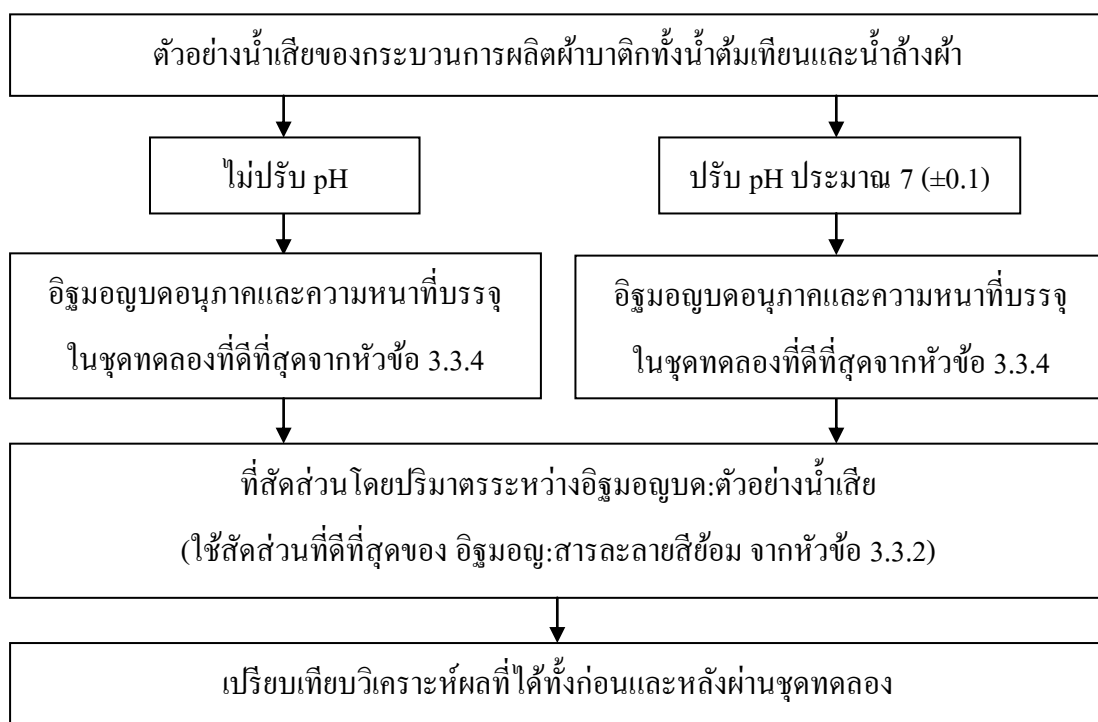 ตัวอย่างน้ำเสียของกระบวนการผลิตผ้าบาติกทั้งน้ำต้มเทียนและน้ำล้างผ้า
ไม่ปรับ pH
ปรับ pH ประมาณ 7 (±0.1)
อิฐมอญบดอนุภาคและความหนาที่บรรจุ
ในชุดทดลองที่ดีที่สุดจากหัวข้อ 3.3.4
อิฐมอญบดอนุภาคและความหนาที่บรรจุ
ในชุดทดลองที่ดีที่สุดจากหัวข้อ 3.3.4
ที่สัดส่วนโดยปริมาตรระหว่างอิฐมอญบด:ตัวอย่างน้ำเสีย
(ใช้สัดส่วนที่ดีที่สุดของ อิฐมอญ:สารละลายสีย้อม จากหัวข้อ 3.3.2)
เปรียบเทียบวิเคราะห์ผลที่ได้ทั้งก่อนและหลังผ่านชุดทดลอง